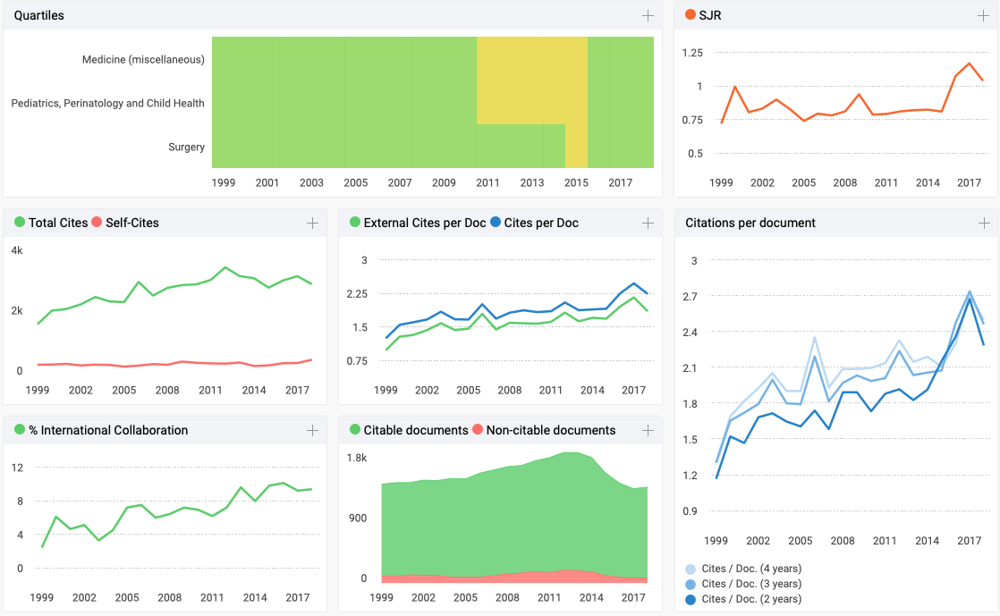 Quartiles
Medicine (miscellaneous)
Pediatrics, Perinatology and Child Health
Surgery
1999 2001 2003 2005 2007 2009 2011 2013 2015 2017
SJR
1.25
1
0.75
0.5
1999 2002 2005 2008 2011 2014 2017
Total Cites Self-Cites
4k
2k
0
1999 2002 2005 2008 2011 2014 2017
External Cites per Doc Cites per Doc
3
2.25
1.5
0.75
1999 2002 2005 2008 2011 2014 2017
Citations per document
3
2.7
2.4
2.1
1.8
1.5
1.2
0.9
1999 2002 2005 2008 2011 2014 2017
Cites / Doc. (4 years)
Cites / Doc. (3 years)
Cites / Doc. (2 years)
% International Collaboration
12
8
4
0
1999 2002 2005 2008 2011 2014 2017
Citable documents Non-citable documents
1.8k
900
0
1999 2002 2005 2008 2011 2014 2017